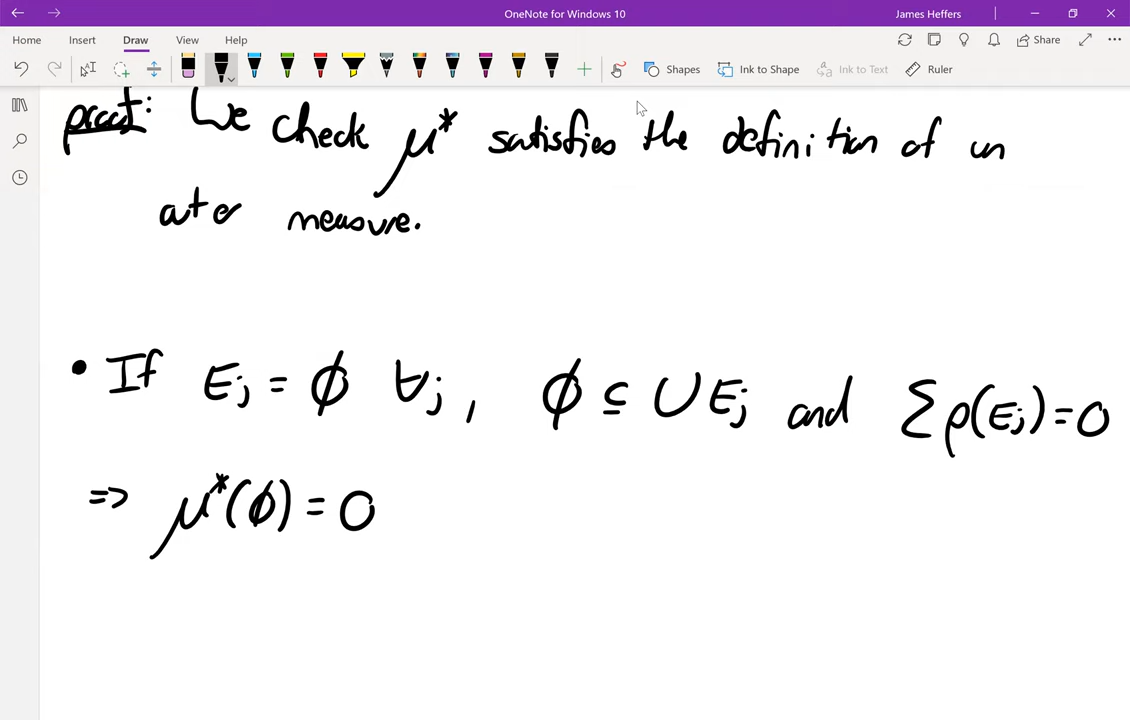 OneNote for Windows 10
James Heffers
Home Insert Draw View Help
Share
Shapes Ink to Shape Ink to Text Ruler
proof: We check μ* satisfies the definition of an
outer measure.
• If Eⱼ = ∅ ∀j, ∅ ⊆ ∪Eⱼ and Σρ(Eⱼ)=0
=> μ*(∅) = 0